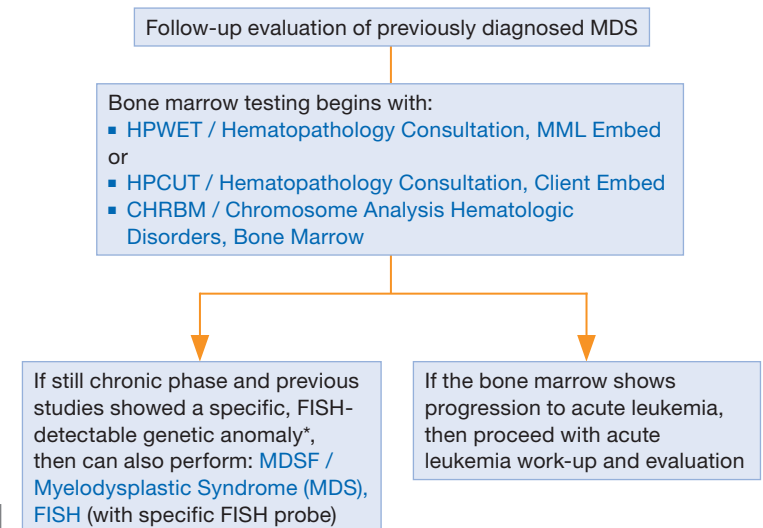 Follow-up evaluation of previously diagnosed MDS
Bone marrow testing begins with:
▪ HPWET / Hematopathology Consultation, MML Embed
or
▪ HPCUT / Hematopathology Consultation, Client Embed
▪ CHRBM / Chromosome Analysis Hematologic
Disorders, Bone Marrow
If still chronic phase and previous
studies showed a specific, FISH-
detectable genetic anomaly*,
then can also perform: MDSF /
Myelodysplastic Syndrome (MDS),
FISH (with specific FISH probe)
If the bone marrow shows
progression to acute leukemia,
then proceed with acute
leukemia work-up and evaluation